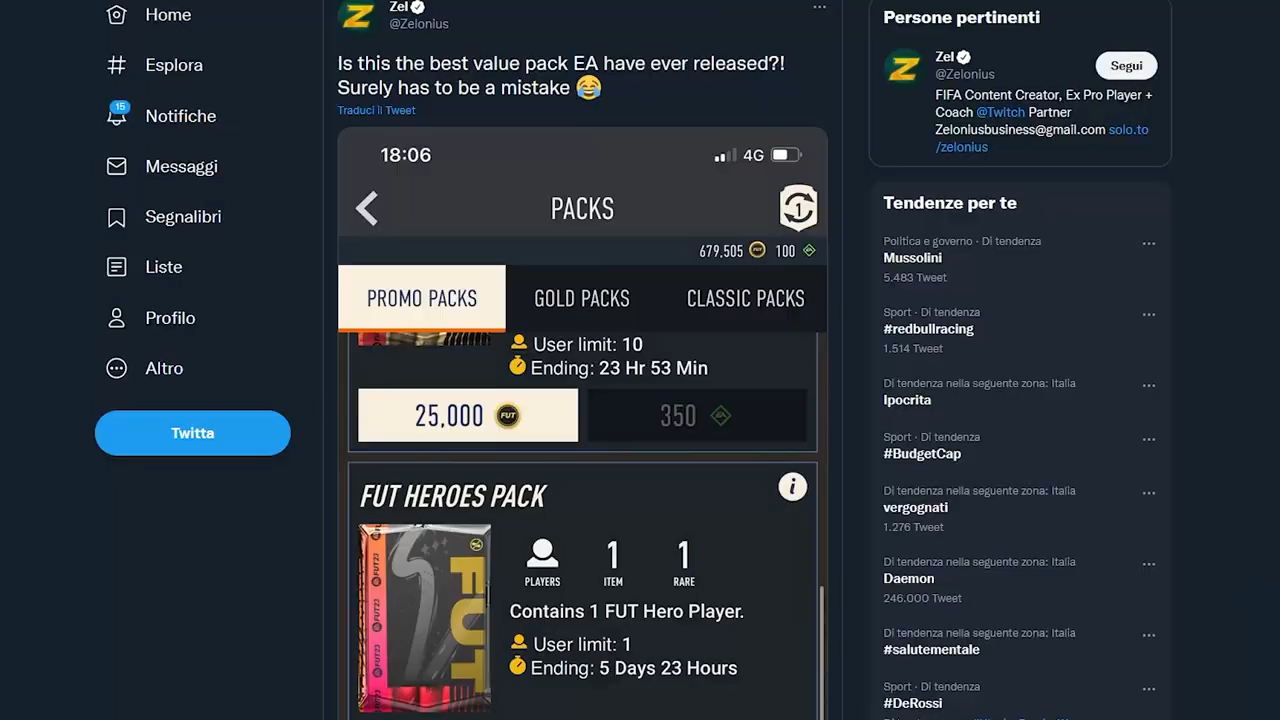 Home
Esplora
15
Notifiche
Messaggi
Segnalibri
Liste
Profilo
Altro
Twitta
Zel
@Zelonius
Is this the best value pack EA have ever released?!
Surely has to be a mistake 😂
Traduci il Tweet
18:06
4G
PACKS
1
679,505 FUT 100
PROMO PACKS
GOLD PACKS
CLASSIC PACKS
User limit: 10
Ending: 23 Hr 53 Min
25,000 FUT
350
FUT HEROES PACK
i
FUT
1
1
PLAYERS
ITEM
RARE
Contains 1 FUT Hero Player.
User limit: 1
Ending: 5 Days 23 Hours
Persone pertinenti
Zel
@Zelonius
Segui
FIFA Content Creator, Ex Pro Player +
Coach @Twitch Partner
Zeloniusbusiness@gmail.com solo.to
/zelonius
Tendenze per te
Politica e governo · Di tendenza
Mussolini
5.483 Tweet
Sport · Di tendenza
#redbullracing
1.514 Tweet
Di tendenza nella seguente zona: Italia
Ipocrita
Sport · Di tendenza
#BudgetCap
Di tendenza nella seguente zona: Italia
vergognati
1.276 Tweet
Di tendenza nella seguente zona: Italia
Daemon
246.000 Tweet
Di tendenza nella seguente zona: Italia
#salutementale
Sport · Di tendenza
#DeRossi